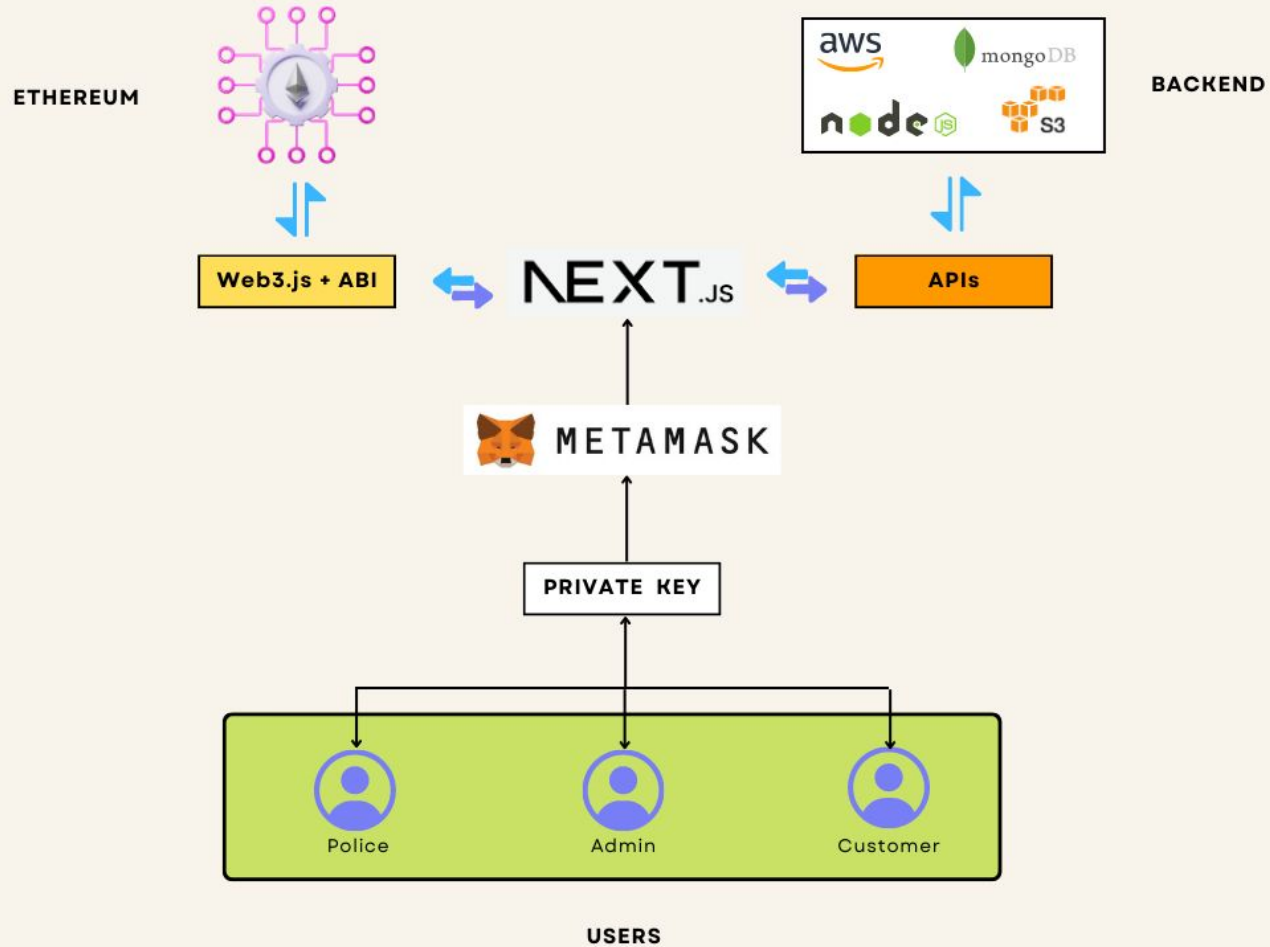 ETHEREUM
aws
mongoDB
BACKEND
node JS
S3
Web3.js + ABI
NEXT.JS
APIs
METAMASK
PRIVATE KEY
Police
Admin
Customer
USERS